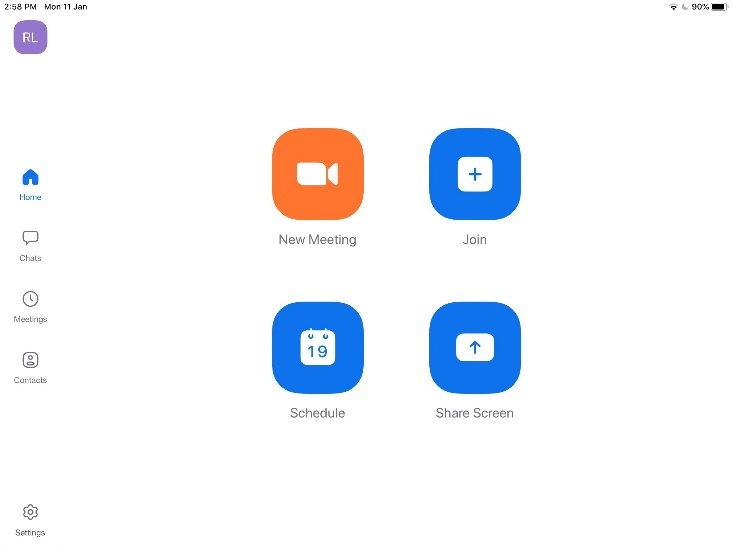 2:58 PM Mon 11 Jan
90%
RL
Home
Chats
Meetings
Contacts
Settings
New Meeting
Join
19
Schedule
Share Screen